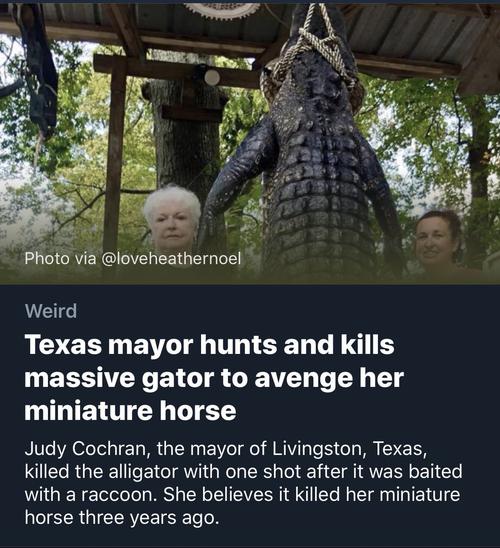 Photo via @loveheathernoel
Weird
Texas mayor hunts and kills
massive gator to avenge her
miniature horse
Judy Cochran, the mayor of Livingston, Texas,
killed the alligator with one shot after it was baited
with a raccoon. She believes it killed her miniature
horse three years ago.